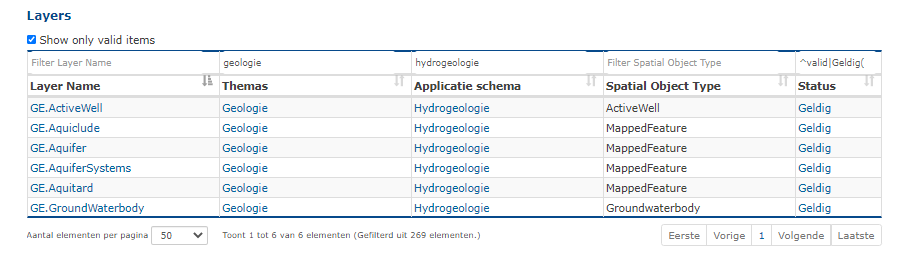 Layers
Show only valid items
Filter Layer Name geologie hydrogeologie Filter Spatial Object Type ^valid|Geldig(
Layer Name Themas Applicatie schema Spatial Object Type Status
GE.ActiveWell Geologie Hydrogeologie ActiveWell Geldig
GE.Aquiclude Geologie Hydrogeologie MappedFeature Geldig
GE.Aquifer Geologie Hydrogeologie MappedFeature Geldig
GE.AquiferSystems Geologie Hydrogeologie MappedFeature Geldig
GE.Aquitard Geologie Hydrogeologie MappedFeature Geldig
GE.GroundWaterbody Geologie Hydrogeologie Groundwaterbody Geldig
Aantal elementen per pagina 50 Toont 1 tot 6 van 6 elementen (Gefilterd uit 269 elementen.) Eerste Vorige 1 Volgende Laatste